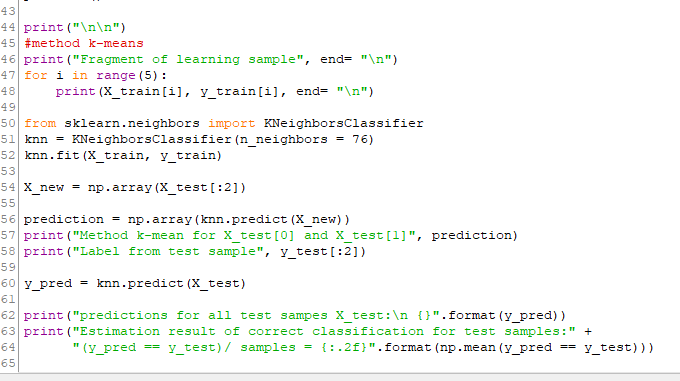 43
44 print("\n\n")
45 #method k-means
46 print("Fragment of learning sample", end= "\n")
47 for i in range(5):
48     print(X_train[i], y_train[i], end= "\n")
49
50 from sklearn.neighbors import KNeighborsClassifier
51 knn = KNeighborsClassifier(n_neighbors = 76)
52 knn.fit(X_train, y_train)
53
54 X_new = np.array(X_test[:2])
55
56 prediction = np.array(knn.predict(X_new))
57 print("Method k-mean for X_test[0] and X_test[1]", prediction)
58 print("Label from test sample", y_test[:2])
59
60 y_pred = knn.predict(X_test)
61
62 print("predictions for all test sampes X_test:\n {}".format(y_pred))
63 print("Estimation result of correct classification for test samples:" +
64       "(y_pred == y_test)/ samples = {:.2f}".format(np.mean(y_pred == y_test)))
65